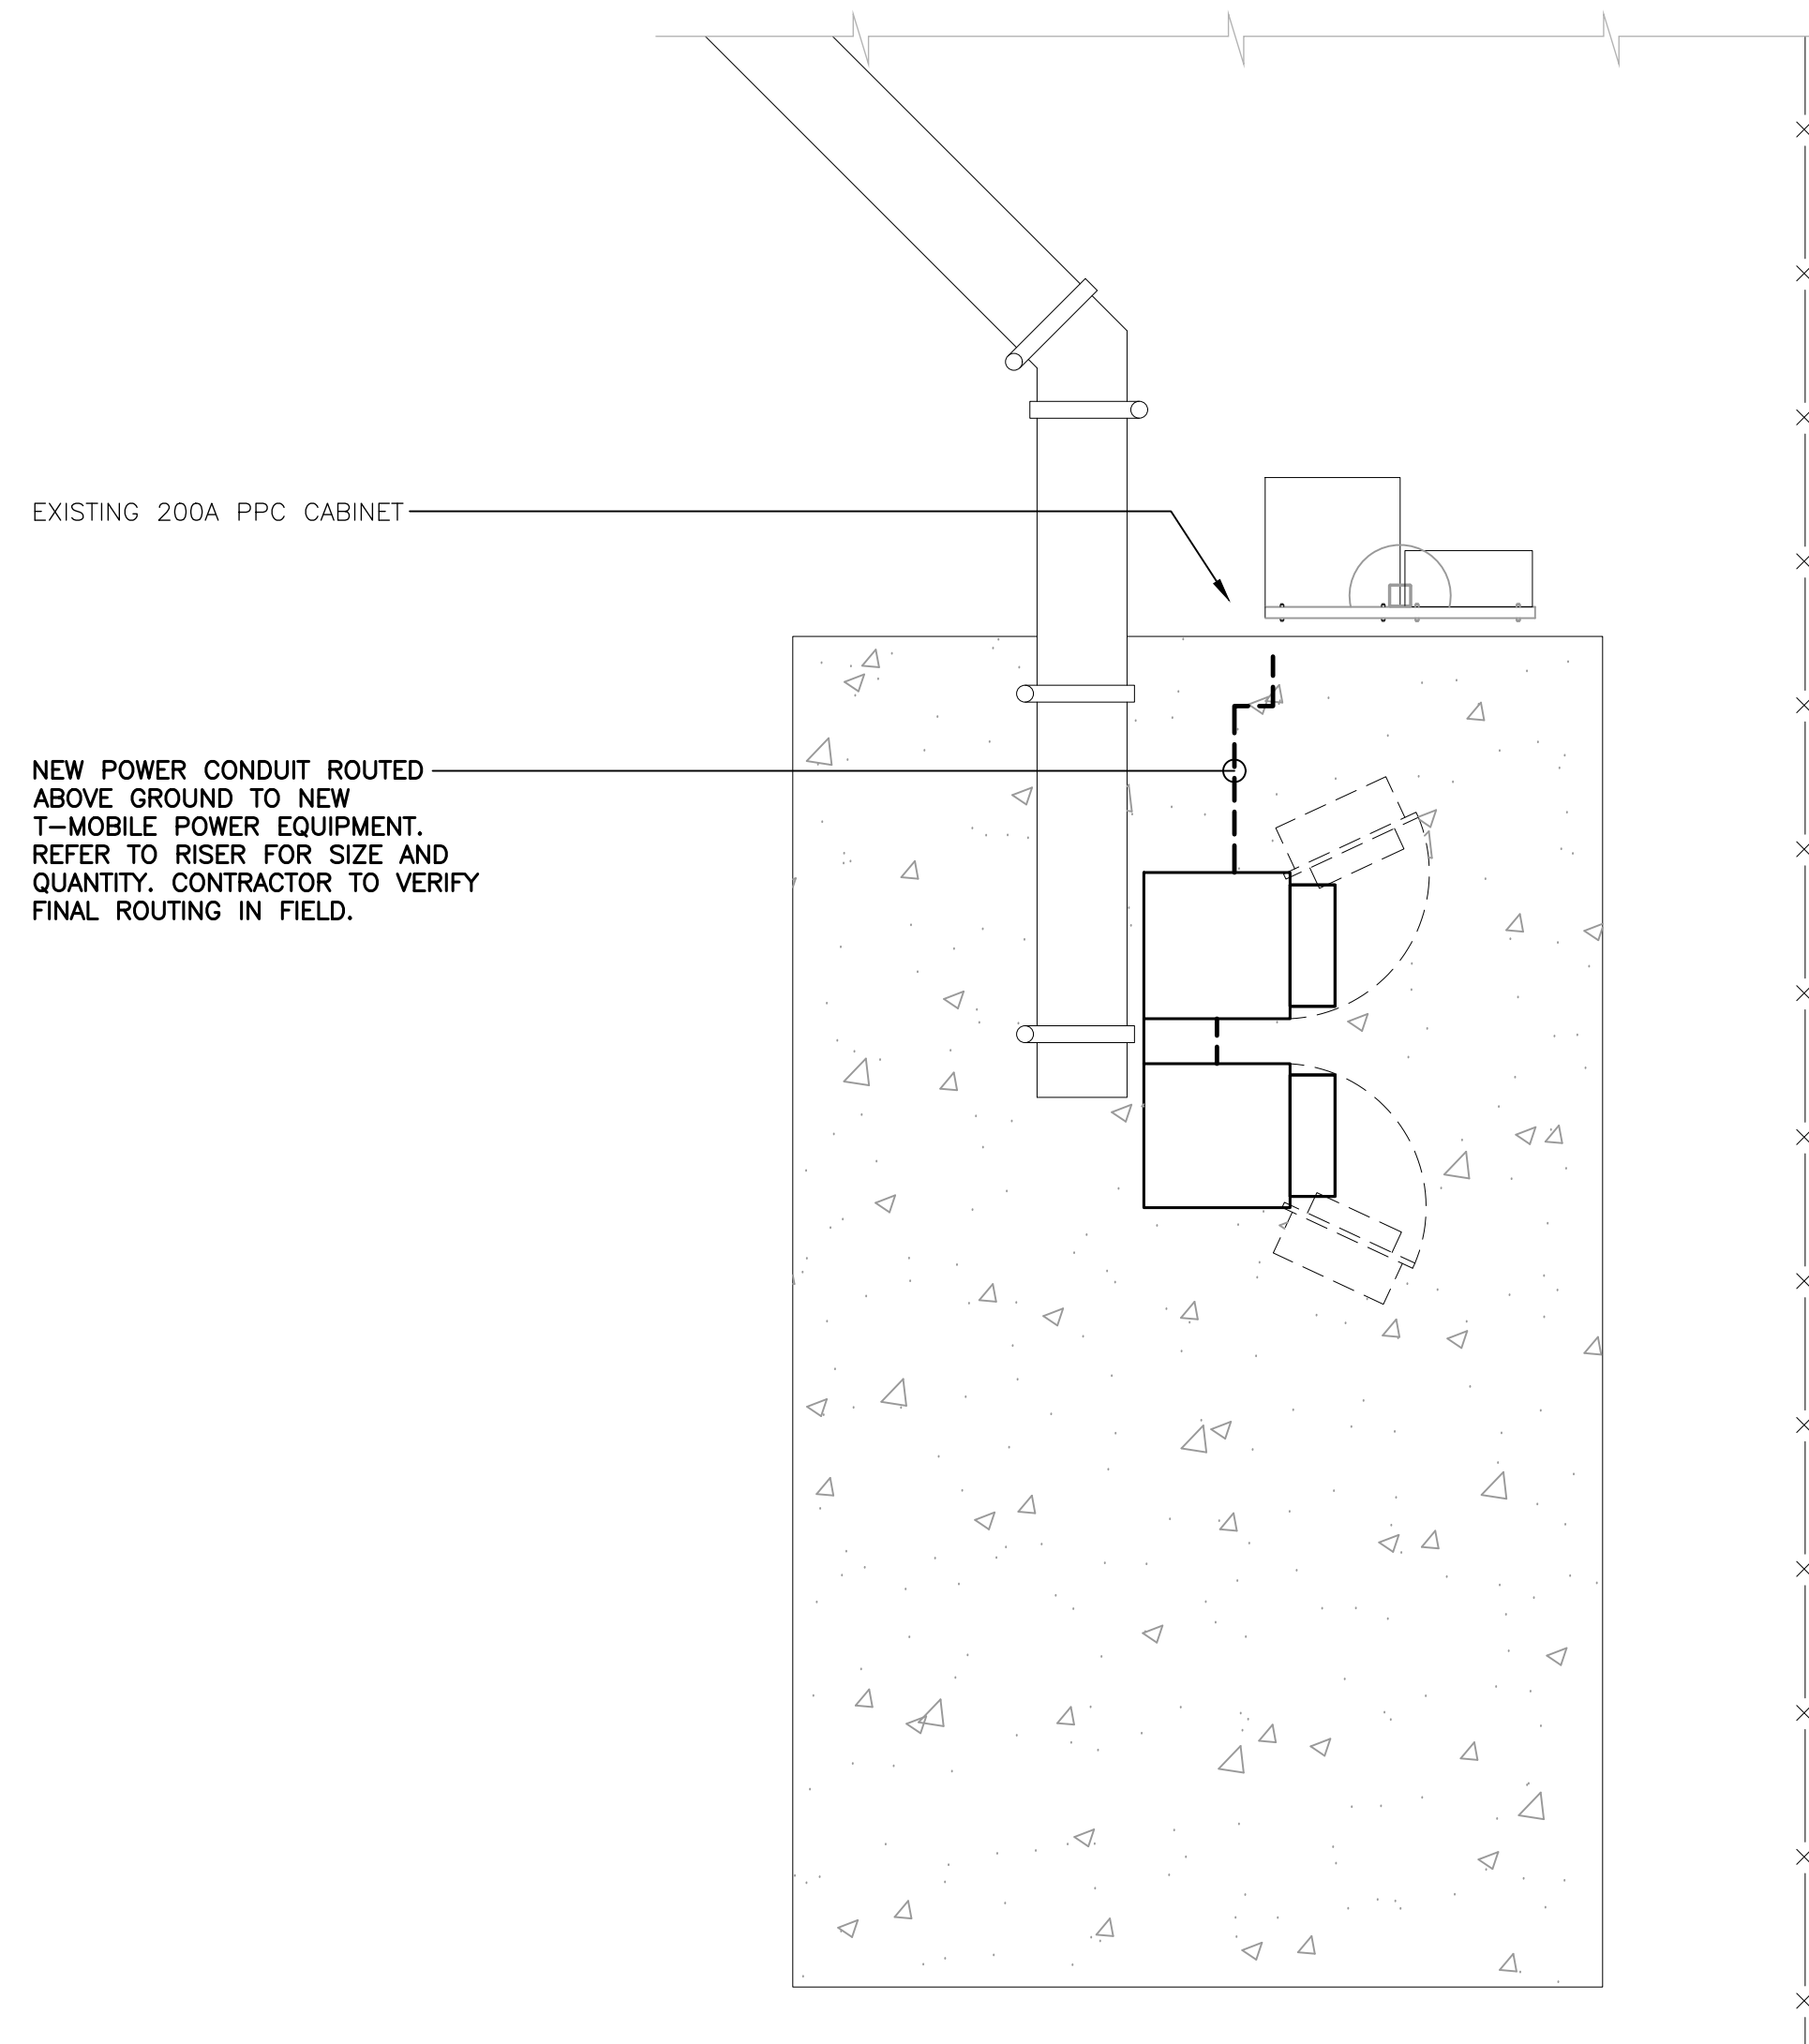 EXISTING 200A PPC CABINET
NEW POWER CONDUIT ROUTED
ABOVE GROUND TO NEW
T-MOBILE POWER EQUIPMENT.
REFER TO RISER FOR SIZE AND
QUANTITY. CONTRACTOR TO VERIFY
FINAL ROUTING IN FIELD.